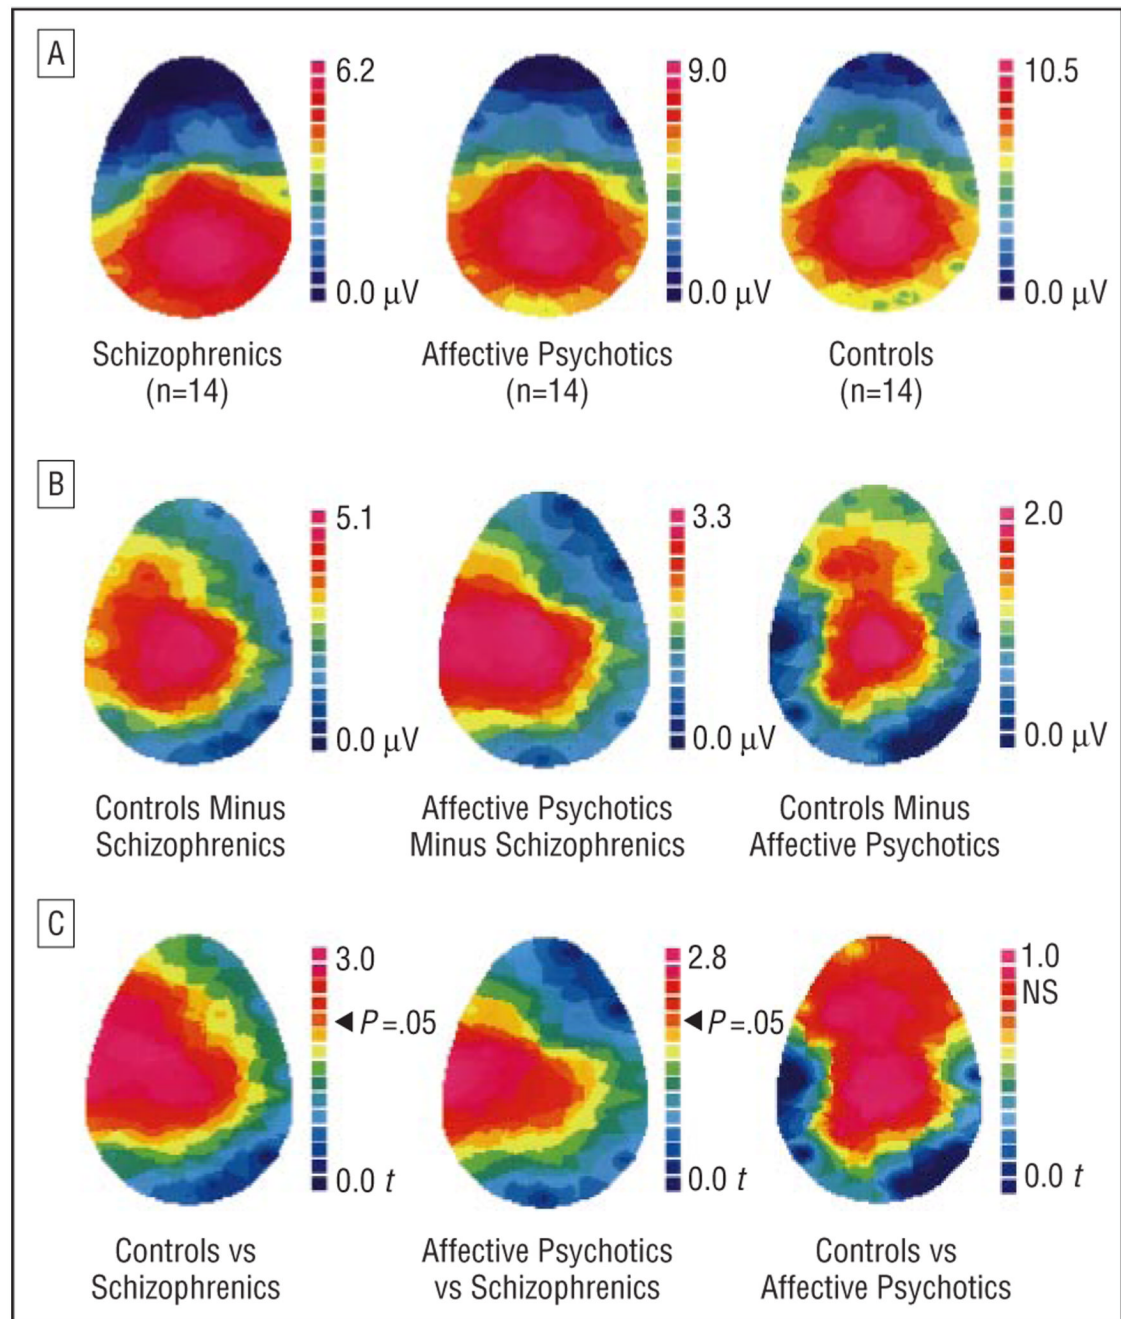 A
6.2
0.0 μV
Schizophrenics
(n=14)
9.0
0.0 μV
Affective Psychotics
(n=14)
10.5
0.0 μV
Controls
(n=14)
B
5.1
0.0 μV
Controls Minus
Schizophrenics
3.3
0.0 μV
Affective Psychotics
Minus Schizophrenics
2.0
0.0 μV
Controls Minus
Affective Psychotics
C
3.0
◄ P=.05
0.0 t
Controls vs
Schizophrenics
2.8
◄ P=.05
0.0 t
Affective Psychotics
vs Schizophrenics
1.0
NS
0.0 t
Controls vs
Affective Psychotics